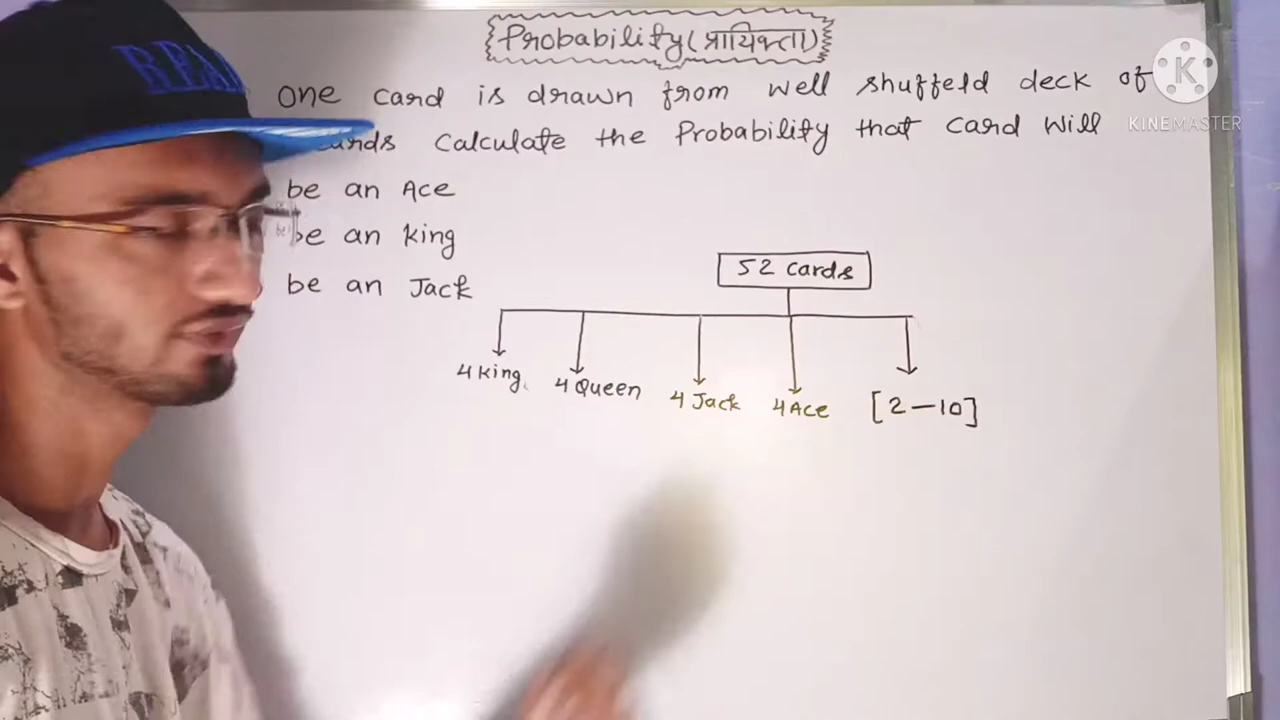 Probability (प्रायिकता)
One card is drawn from well shuffeld deck of
cards Calculate the Probability that card will
be an Ace
be an King
be an Jack
52 Cards
4 King
4 Queen
4 Jack
4 Ace
[2—10]
READ
K
KINEMASTER